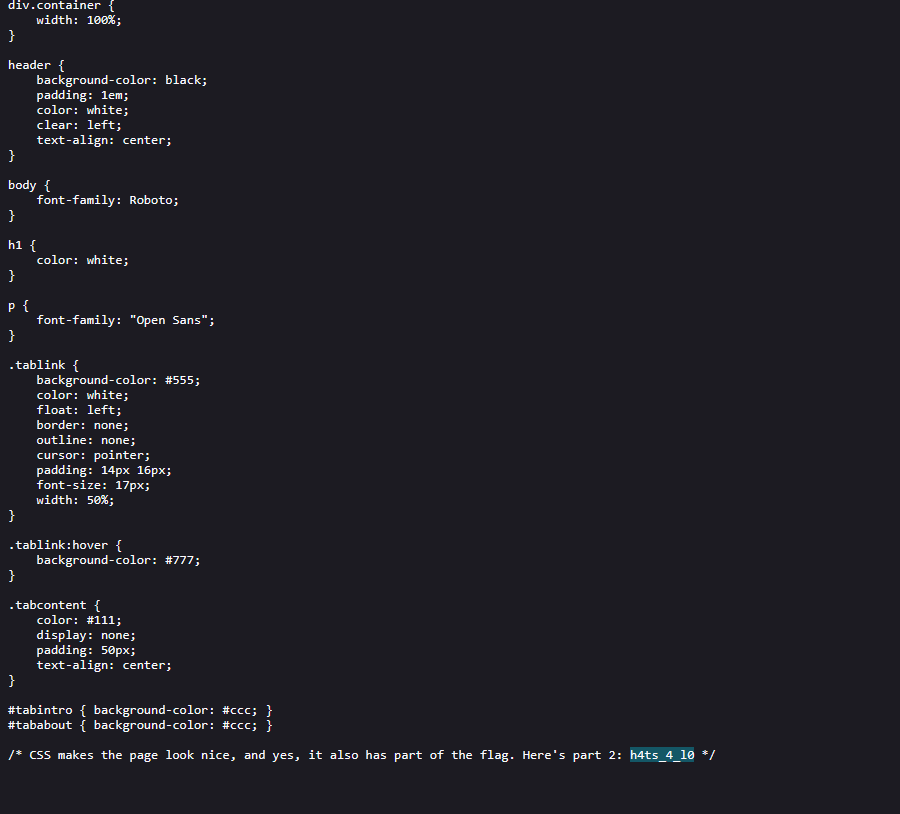 div.container {
    width: 100%;
}
header {
    background-color: black;
    padding: 1em;
    color: white;
    clear: left;
    text-align: center;
}
body {
    font-family: Roboto;
}
h1 {
    color: white;
}
p {
    font-family: "Open Sans";
}
.tablink {
    background-color: #555;
    color: white;
    float: left;
    border: none;
    outline: none;
    cursor: pointer;
    padding: 14px 16px;
    font-size: 17px;
    width: 50%;
}
.tablink:hover {
    background-color: #777;
}
.tabcontent {
    color: #111;
    display: none;
    padding: 50px;
    text-align: center;
}
#tabintro { background-color: #ccc; }
#tababout { background-color: #ccc; }
/* CSS makes the page look nice, and yes, it also has part of the flag. Here's part 2: h4ts_4_l0 */